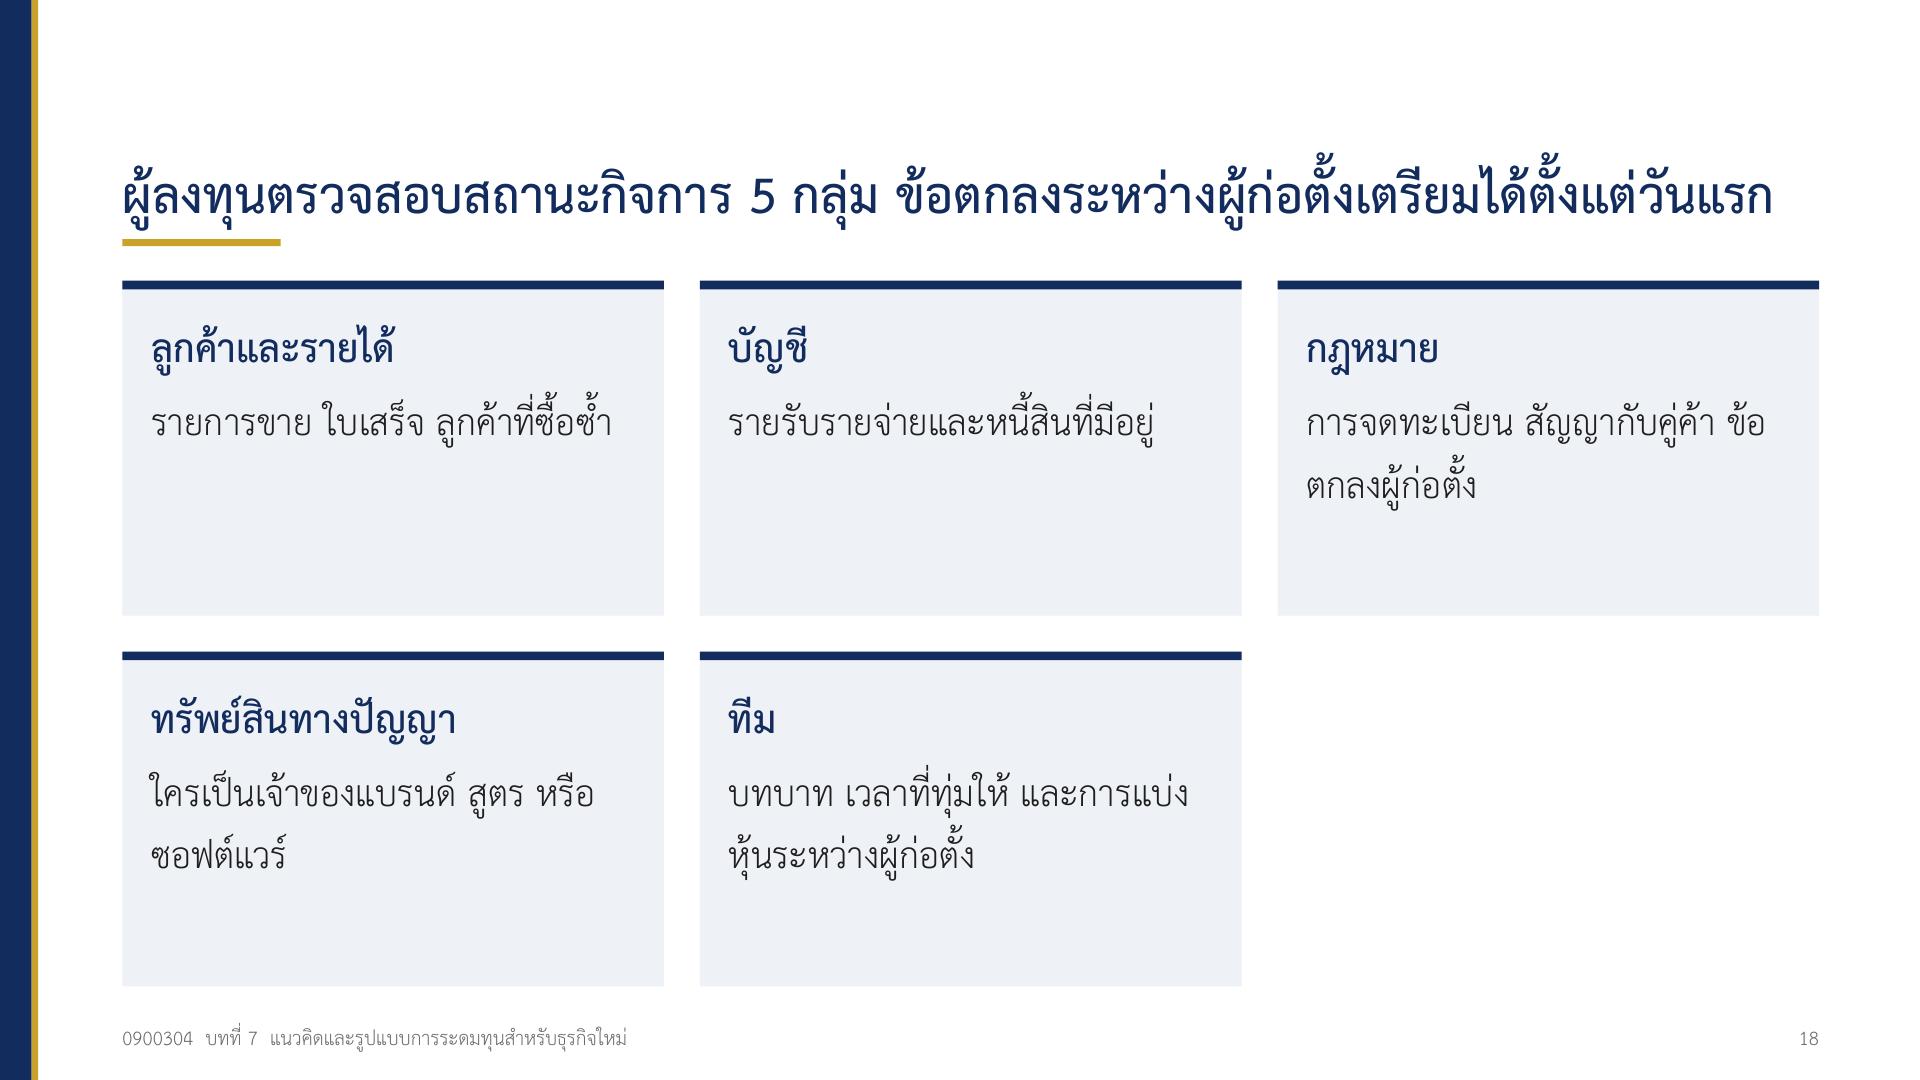 ผู้ลงทุนตรวจสอบสถานะกิจการ 5 กลุ่ม ข้อตกลงระหว่างผู้ก่อตั้งเตรียมได้ตั้งแต่วันแรก
ลูกค้าและรายได้
รายการขาย ใบเสร็จ ลูกค้าที่ซื้อซ้ำ
บัญชี
รายรับรายจ่ายและหนี้สินที่มีอยู่
กฎหมาย
การจดทะเบียน สัญญากับคู่ค้า ข้อ
ตกลงผู้ก่อตั้ง
ทรัพย์สินทางปัญญา
ใครเป็นเจ้าของแบรนด์ สูตร หรือ
ซอฟต์แวร์
ทีม
บทบาท เวลาที่ทุ่มให้ และการแบ่ง
หุ้นระหว่างผู้ก่อตั้ง
0900304 บทที่ 7 แนวคิดและรูปแบบการระดมทุนสำหรับธุรกิจใหม่
18